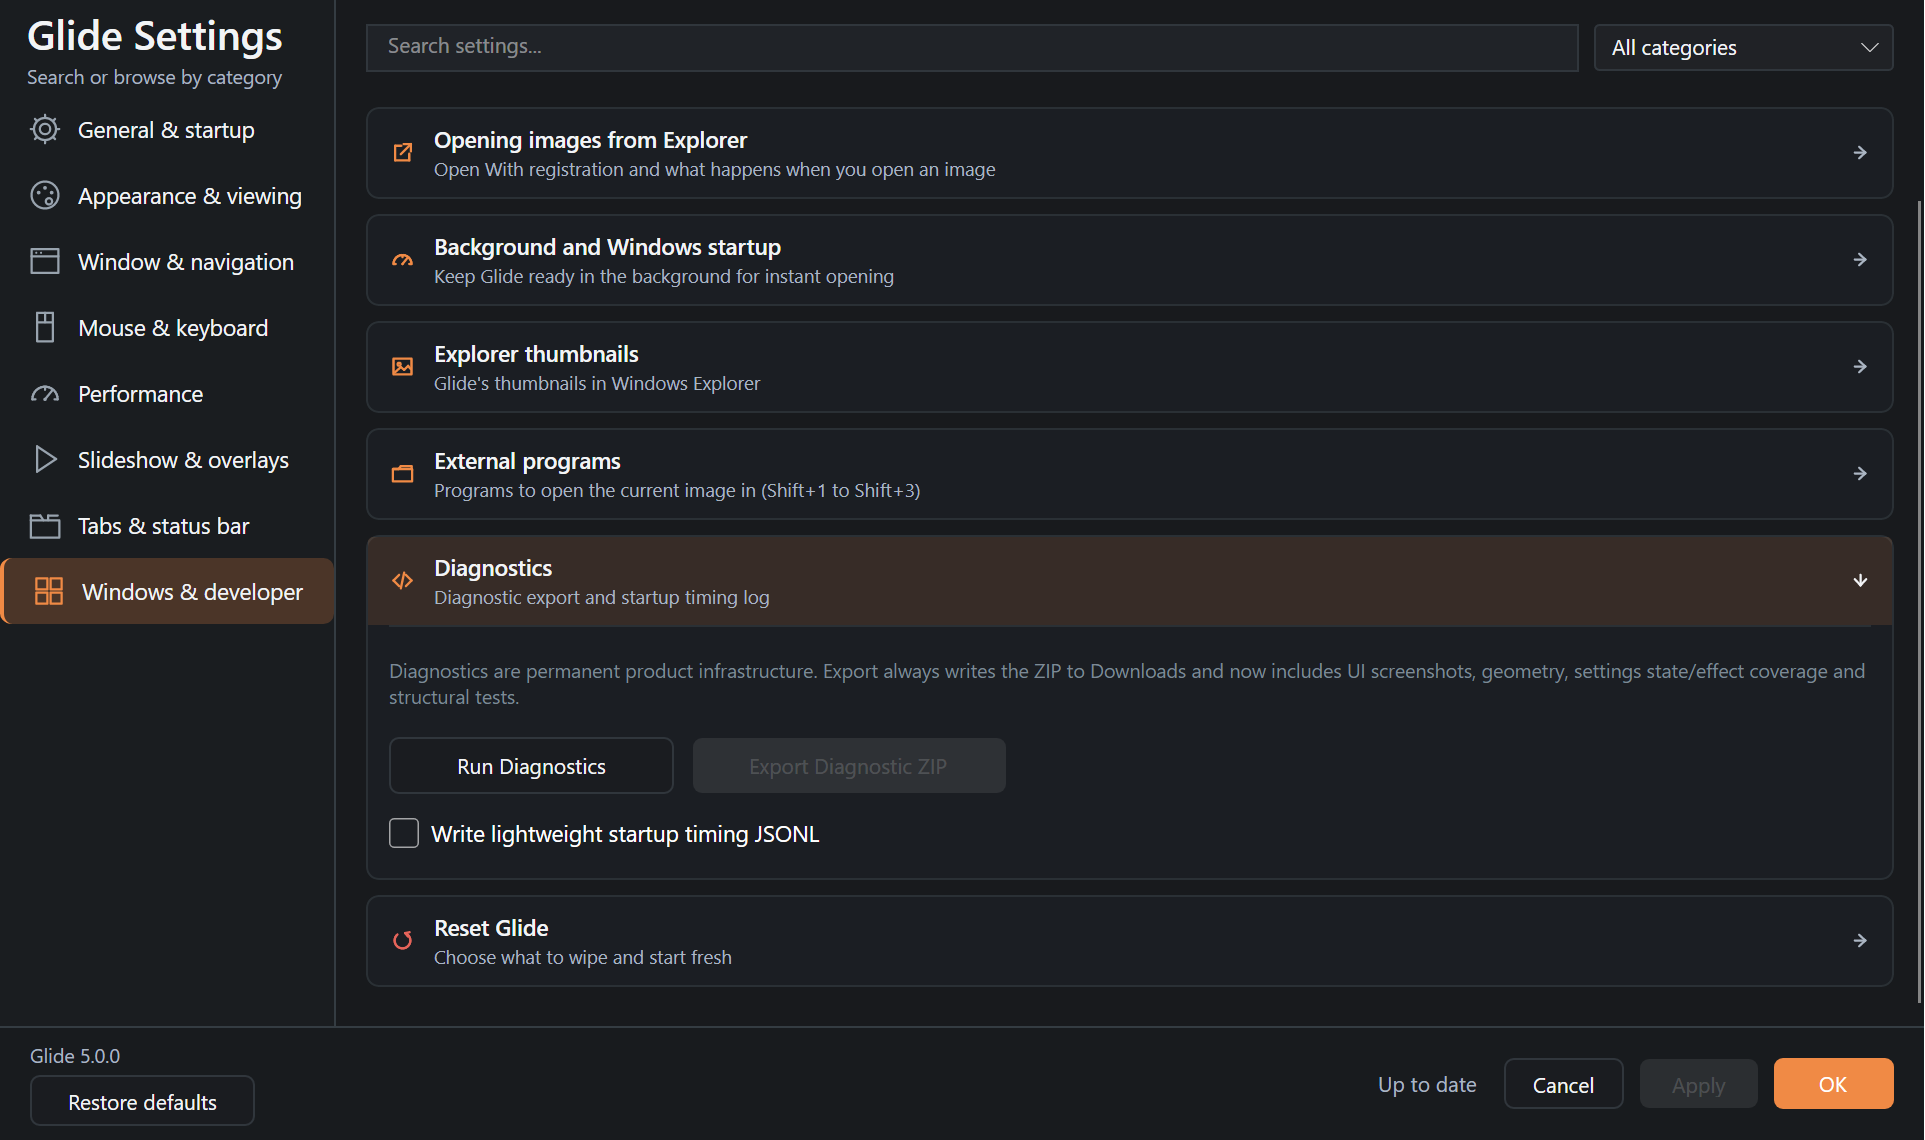 Glide Settings
Search or browse by category
General & startup
Appearance & viewing
Window & navigation
Mouse & keyboard
Performance
Slideshow & overlays
Tabs & status bar
Windows & developer
Search settings...
All categories
Opening images from Explorer
Open With registration and what happens when you open an image
Background and Windows startup
Keep Glide ready in the background for instant opening
Explorer thumbnails
Glide's thumbnails in Windows Explorer
External programs
Programs to open the current image in (Shift+1 to Shift+3)
Diagnostics
Diagnostic export and startup timing log
Diagnostics are permanent product infrastructure. Export always writes the ZIP to Downloads and now includes UI screenshots, geometry, settings state/effect coverage and
structural tests.
Run Diagnostics
Export Diagnostic ZIP
Write lightweight startup timing JSONL
Reset Glide
Choose what to wipe and start fresh
Glide 5.0.0
Restore defaults
Up to date
Cancel
Apply
OK